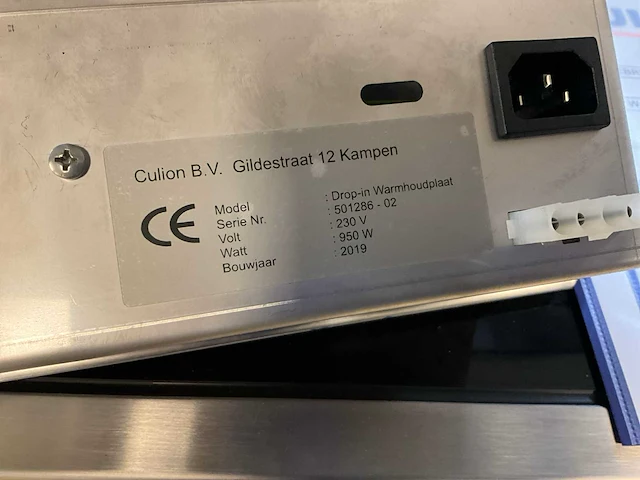 Culion B.V. Gildestraat 12 Kampen
CE
Model : Drop-in Warmhoudplaat
Serie Nr. : 501286 - 02
Volt : 230 V
Watt : 950 W
Bouwjaar : 2019